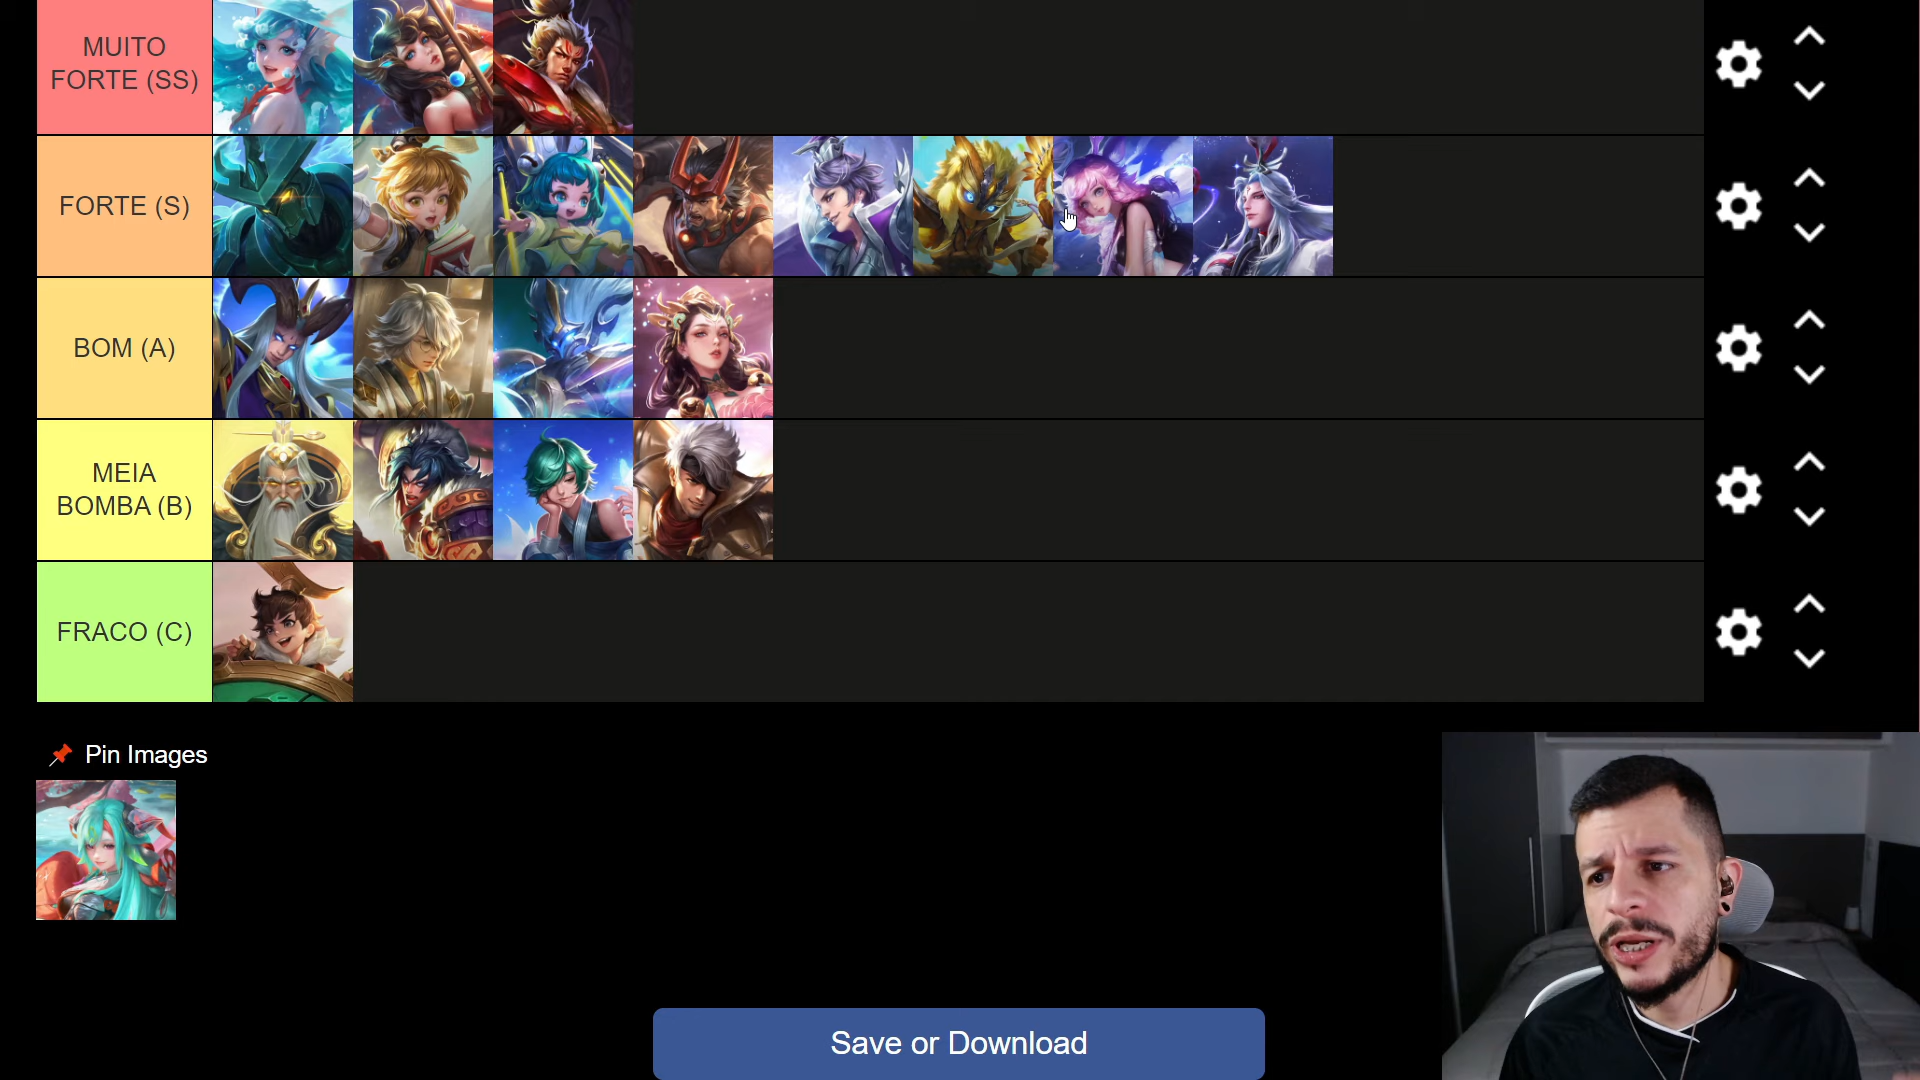 MUITO
FORTE (SS)
FORTE (S)
BOM (A)
MEIA
BOMBA (B)
FRACO (C)
Pin Images
Save or Download